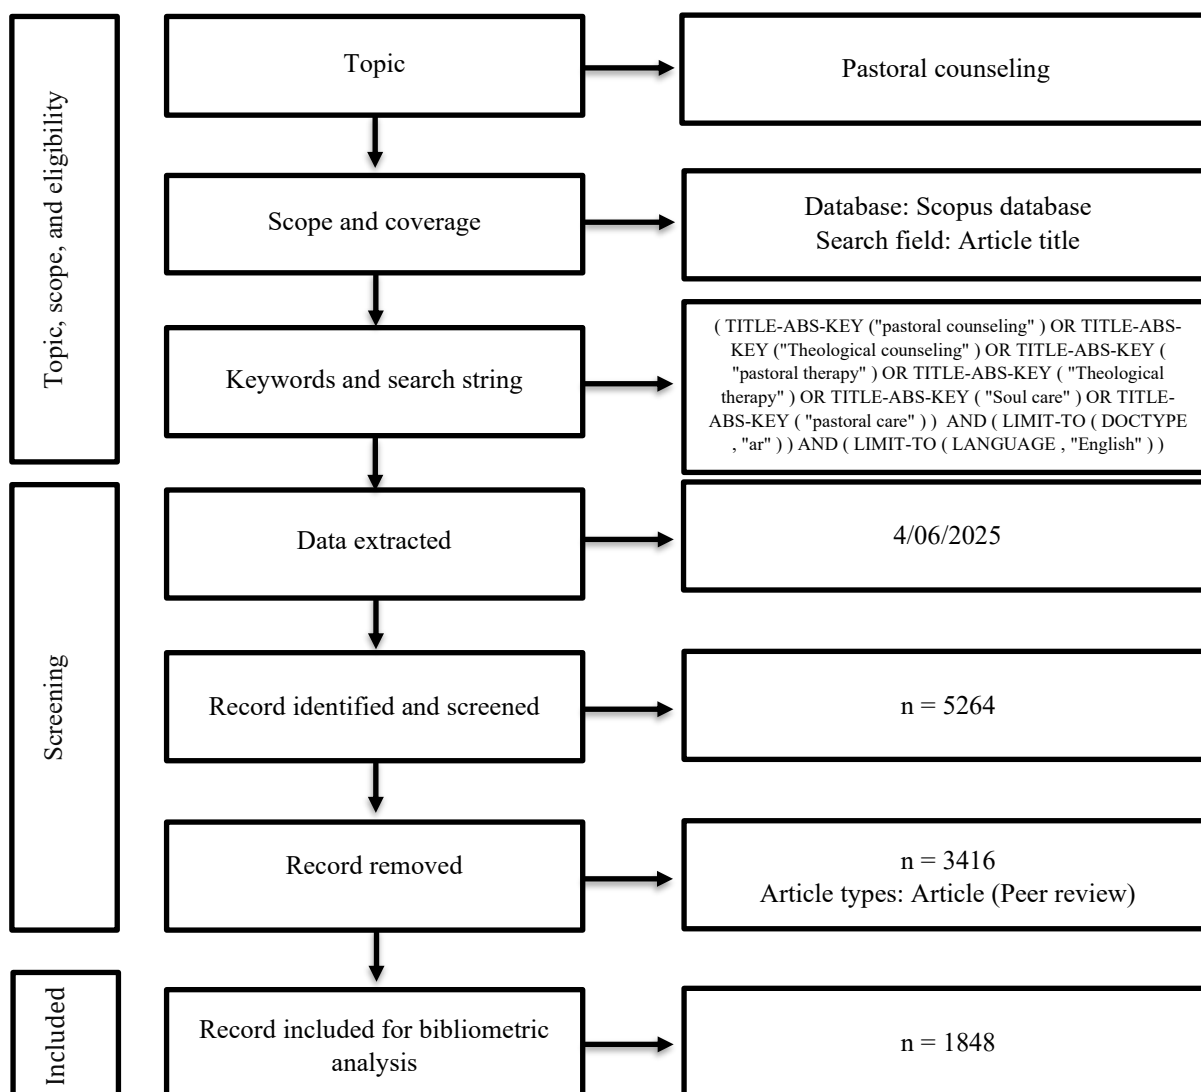 Topic, scope, and eligibility
Topic
Pastoral counseling
Scope and coverage
Database: Scopus database
Search field: Article title
Keywords and search string
( TITLE-ABS-KEY ("pastoral counseling" ) OR TITLE-ABS-
KEY ("Theological counseling" ) OR TITLE-ABS-KEY (
"pastoral therapy" ) OR TITLE-ABS-KEY ( "Theological
therapy" ) OR TITLE-ABS-KEY ( "Soul care" ) OR TITLE-
ABS-KEY ( "pastoral care" ) ) AND ( LIMIT-TO ( DOCTYPE
, "ar" ) ) AND ( LIMIT-TO ( LANGUAGE , "English" ) )
Screening
Data extracted
4/06/2025
Record identified and screened
n = 5264
Record removed
n = 3416
Article types: Article (Peer review)
Included
Record included for bibliometric
analysis
n = 1848